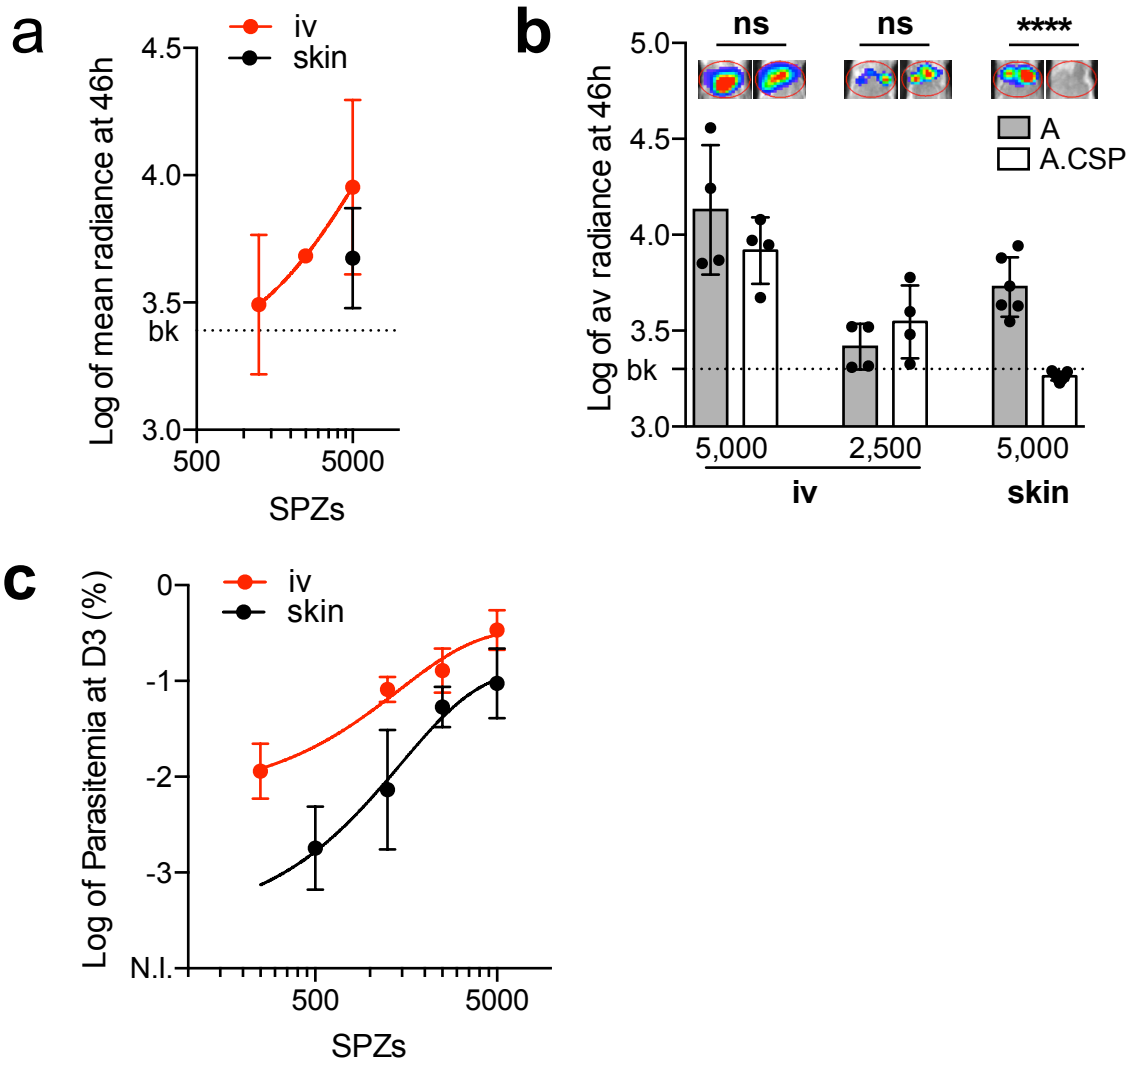 a
iv
skin
Log of mean radiance at 46h
4.5
4.0
3.5
bk
3.0
500
5000
SPZs
b
ns
ns
****
A
A.CSP
Log of av radiance at 46h
5.0
4.5
4.0
3.5
bk
3.0
5,000
2,500
5,000
iv
skin
c
iv
skin
Log of Parasitemia at D3 (%)
0
-1
-2
-3
N.I.
500
5000
SPZs